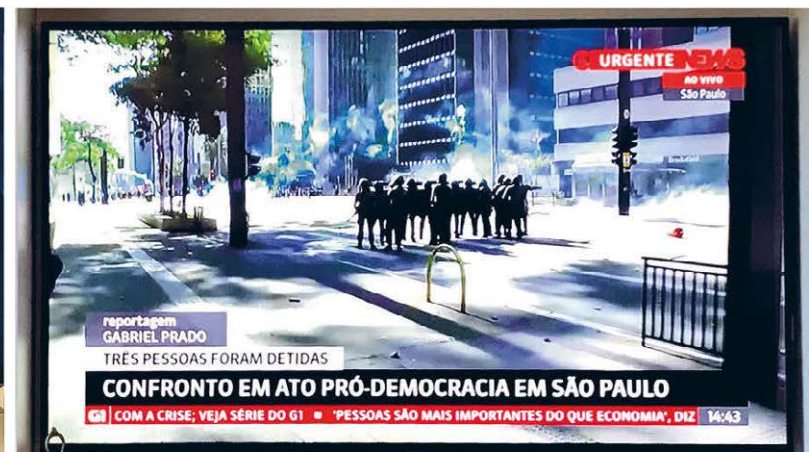 URGENTE NEWS
AO VIVO
São Paulo
reportagem
GABRIEL PRADO
TRÊS PESSOAS FORAM DETIDAS
CONFRONTO EM ATO PRÓ-DEMOCRACIA EM SÃO PAULO
G1 COM A CRISE; VEJA SÉRIE DO G1 ▪ 'PESSOAS SÃO MAIS IMPORTANTES DO QUE ECONOMIA', DIZ 14:43